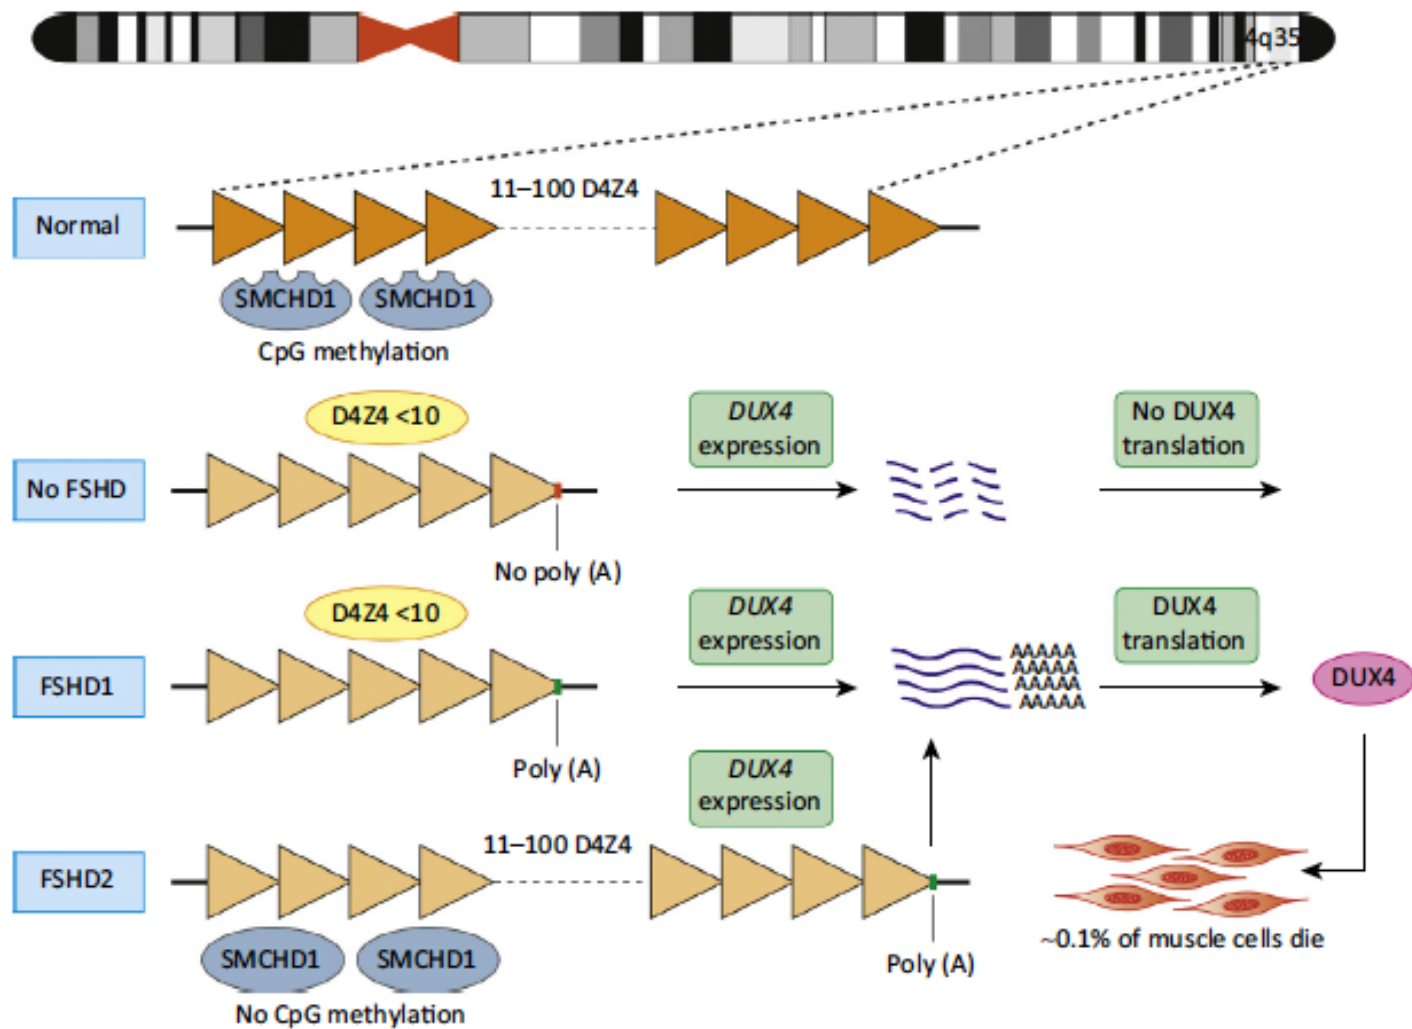 4q35
11–100 D4Z4
Normal
SMCHD1 SMCHD1
CpG methylation
D4Z4 <10
DUX4
expression
No DUX4
translation
No FSHD
No poly (A)
D4Z4 <10
DUX4
expression
DUX4
translation
FSHD1
AAAAA
AAAAA
AAAAA
AAAAA
DUX4
Poly (A)
DUX4
expression
11–100 D4Z4
FSHD2
SMCHD1 SMCHD1
No CpG methylation
Poly (A)
~0.1% of muscle cells die